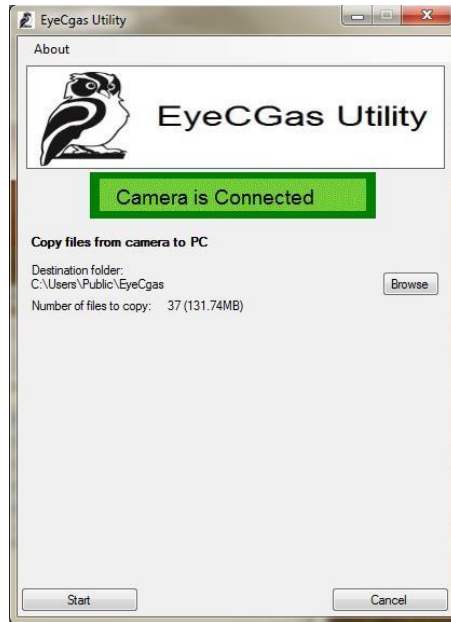 EyeCgas Utility
About
EyeCGas Utility
Camera is Connected
Copy files from camera to PC
Destination folder:
C:\Users\Public\EyeCgas
Browse
Number of files to copy: 37 (131.74MB)
Start
Cancel